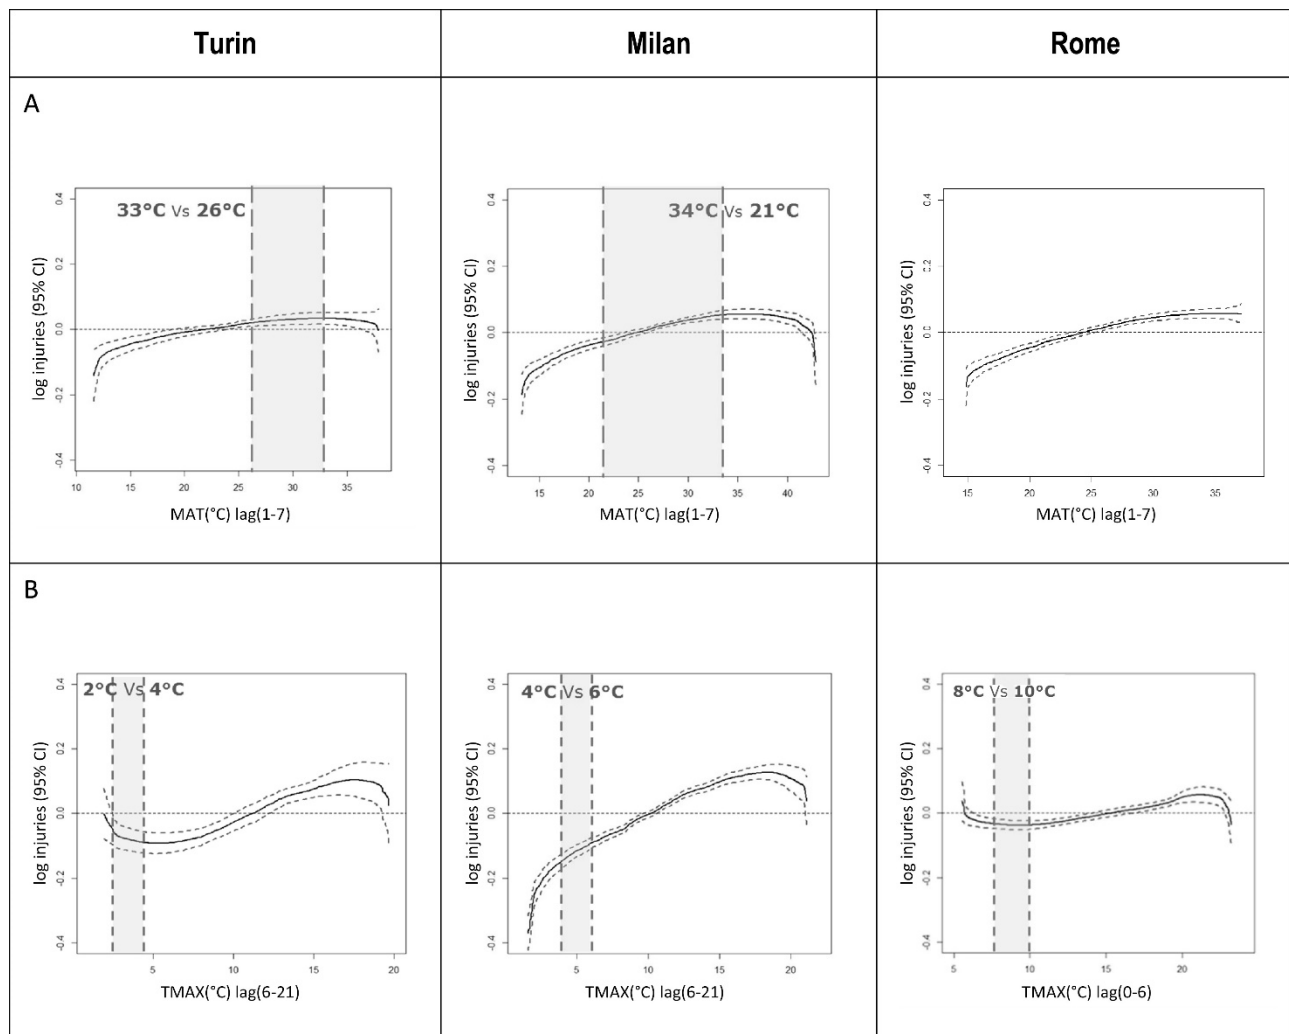 Turin
Milan
Rome
A
33°C Vs 26°C
log injuries (95% CI)
0.4
0.2
0.0
-0.2
-0.4
10 15 20 25 30 35
MAT(°C) lag(1-7)
34°C Vs 21°C
log injuries (95% CI)
0.4
0.2
0.0
-0.2
-0.4
15 20 25 30 35 40
MAT(°C) lag(1-7)
log injuries (95% CI)
0.4
0.2
0.0
-0.2
-0.4
15 20 25 30 35
MAT(°C) lag(1-7)
B
2°C Vs 4°C
log injuries (95% CI)
0.4
0.2
0.0
-0.2
-0.4
5 10 15 20
TMAX(°C) lag(6-21)
4°C Vs 6°C
log injuries (95% CI)
0.4
0.2
0.0
-0.2
-0.4
5 10 15 20
TMAX(°C) lag(6-21)
8°C Vs 10°C
log injuries (95% CI)
0.4
0.2
0.0
-0.2
-0.4
5 10 15 20
TMAX(°C) lag(0-6)